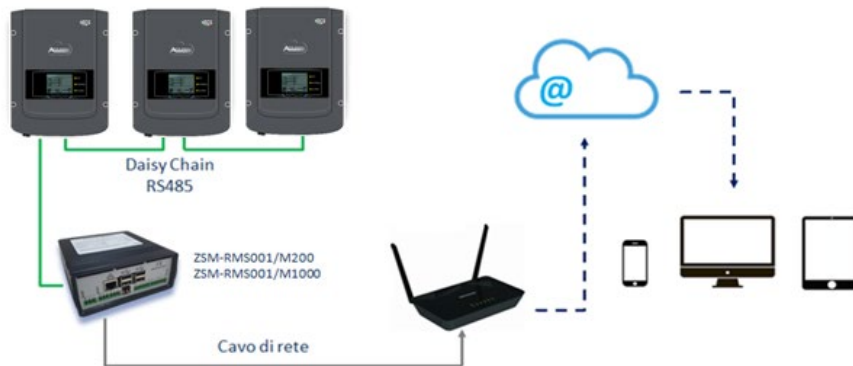 Daisy Chain
RS485
@
ZSM-RMS001/M200
ZSM-RMS001/M1000
Cavo di rete